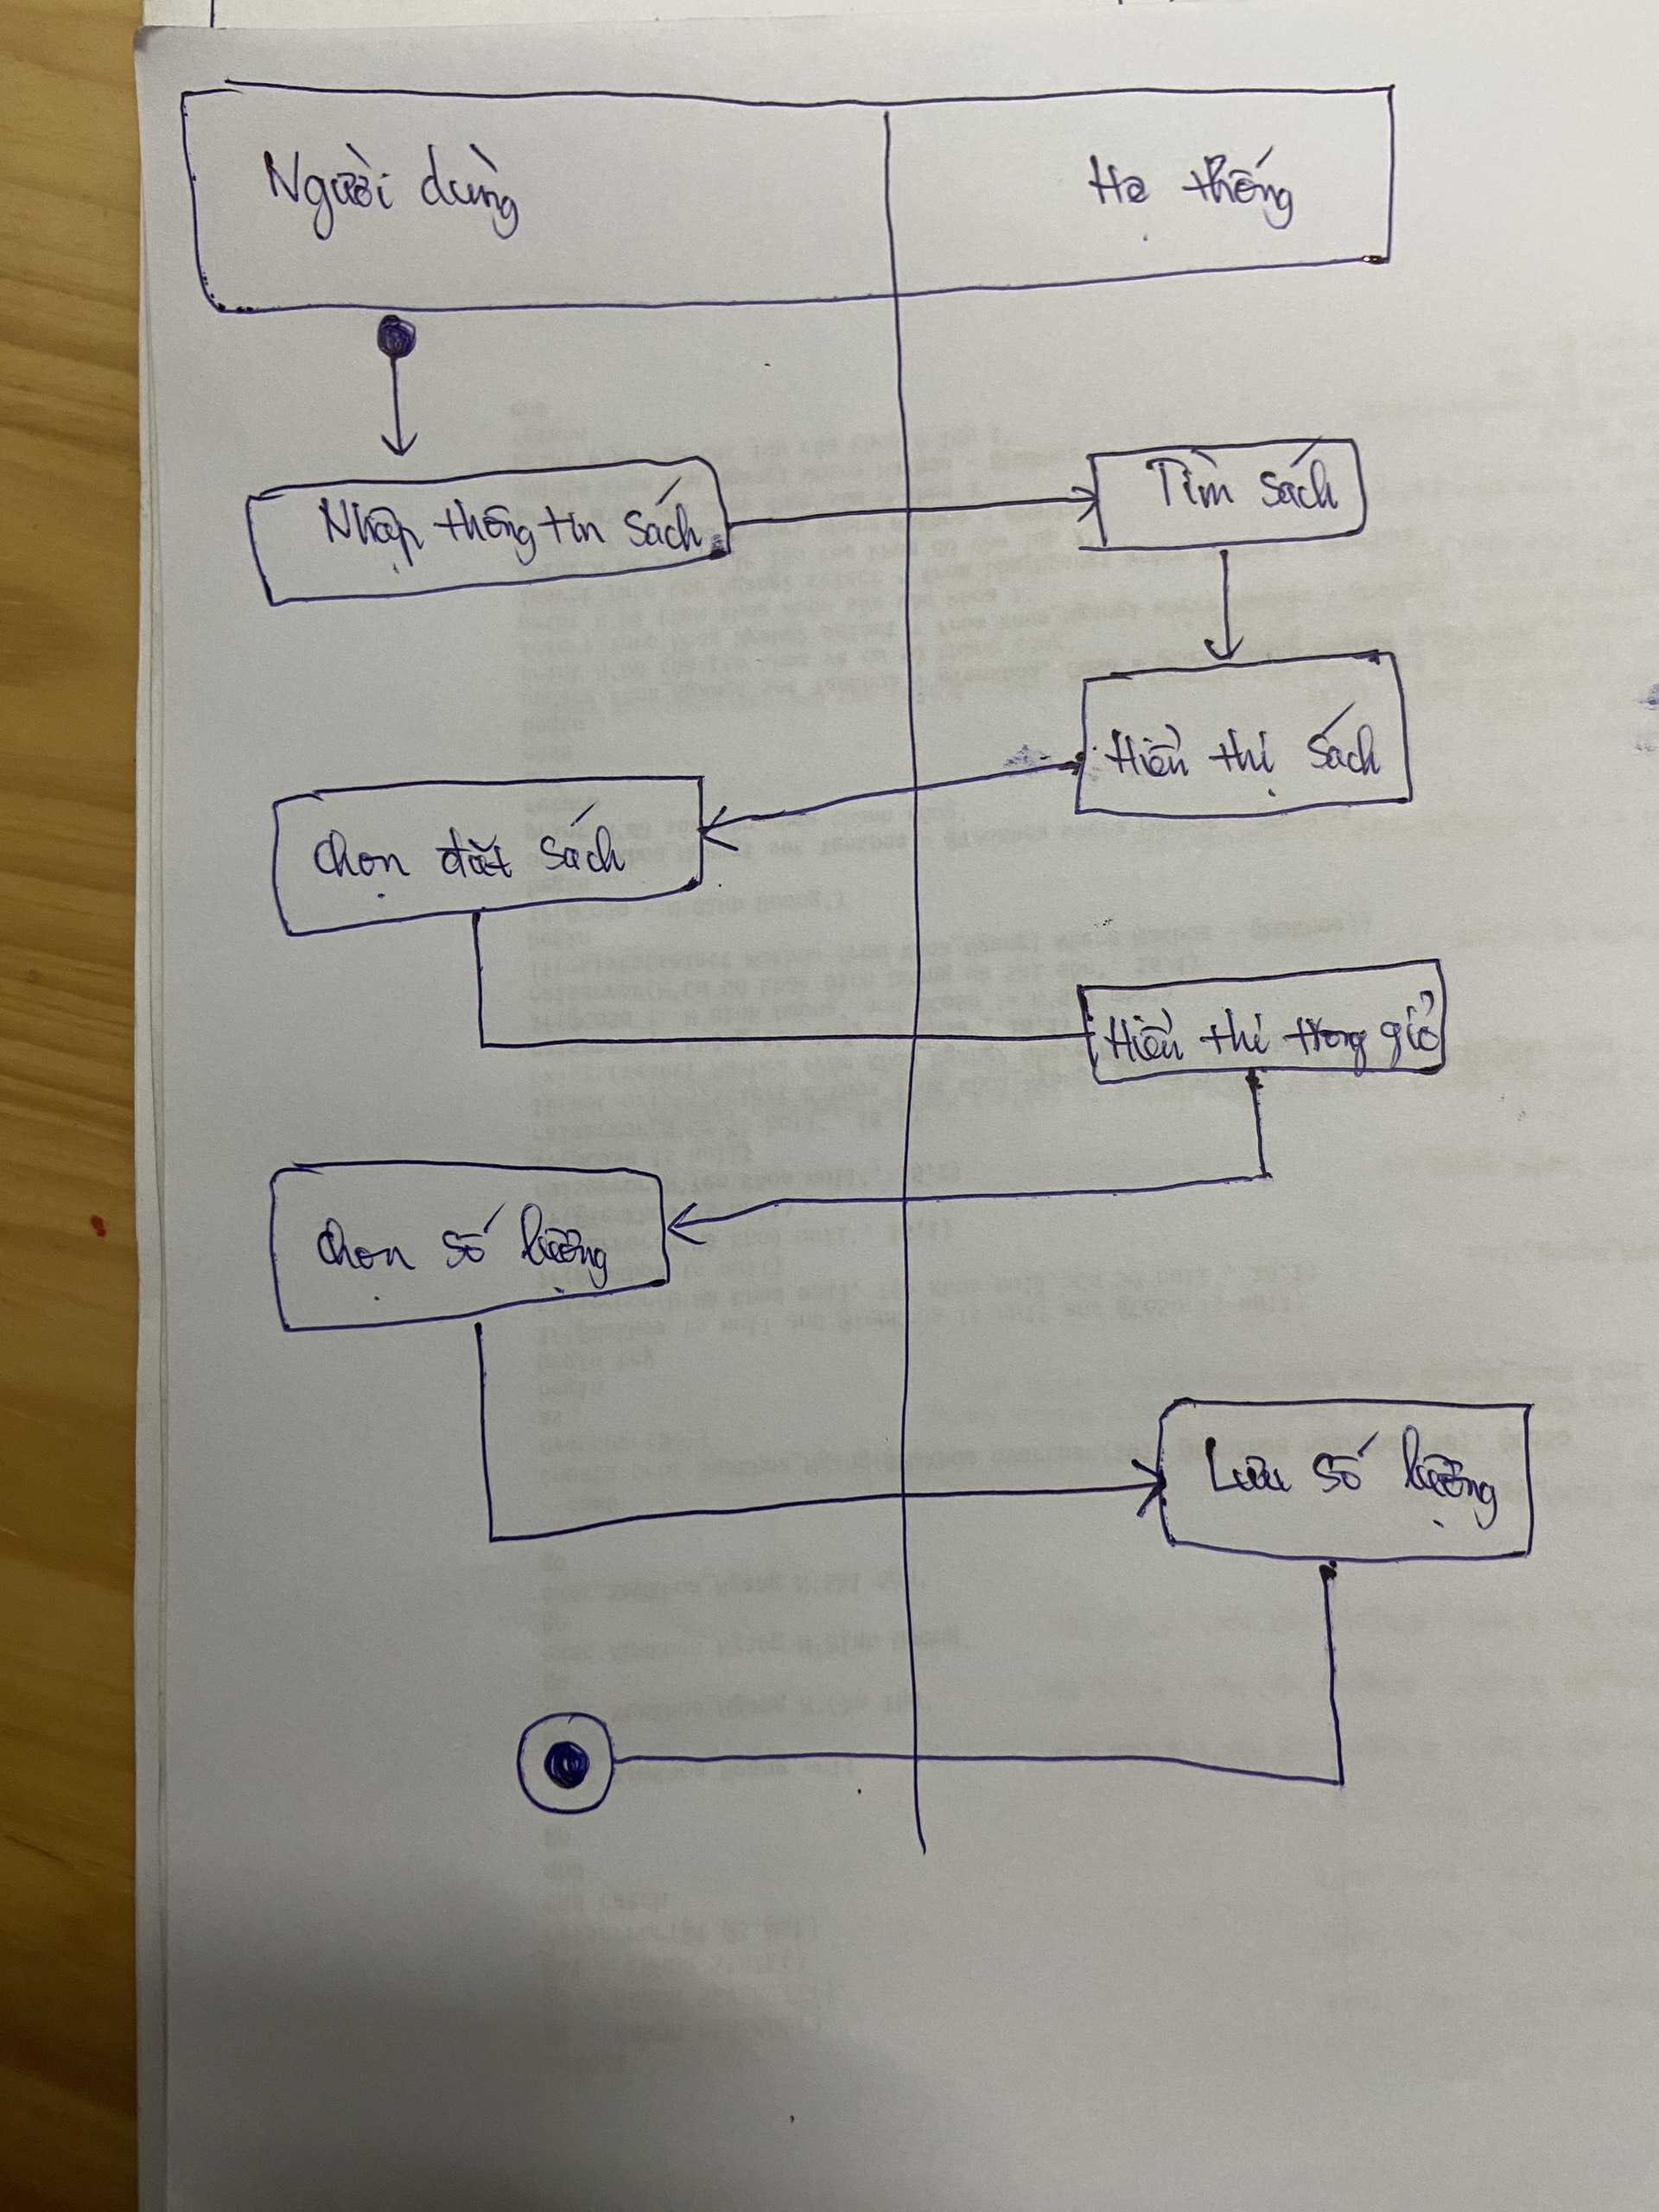 Người dùng
Hệ thống
Nhập thông tin sách
Tìm sách
Hiển thị sách
chọn đặt sách
Hiển thị trong giỏ
chọn số lượng
Lưu số lượng